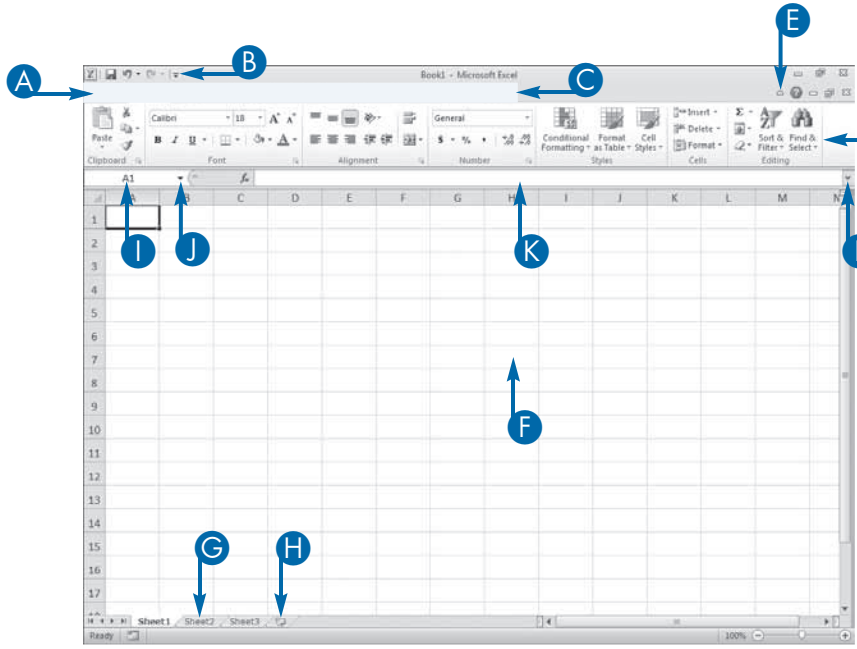 E
B
A
C
Book1 - Microsoft Excel
Calibri 18 A A
General
Insert
Σ
Paste
B I U A
$ % ,
Conditional Formatting
Format as Table
Cell Styles
Delete
Format
Sort & Filter
Find & Select
Clipboard Font Alignment Number Styles Cells Editing
A1 fx
A B C D E F G H I J K L M N
1
2
I J K
3
4
5
6
7
8
9
F
10
11
12
13
14
15
G H
16
17
Sheet1 Sheet2 Sheet3
Ready 100%